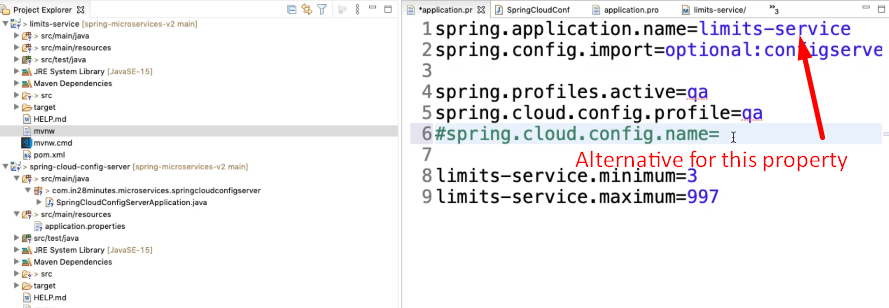 Project Explorer
limits-service [spring-microservices-v2 main]
> src/main/java
> src/main/resources
> src/test/java
JRE System Library [JavaSE-15]
Maven Dependencies
> src
target
HELP.md
mvnw
mvnw.cmd
pom.xml
> spring-cloud-config-server [spring-microservices-v2 main]
> src/main/java
> com.in28minutes.microservices.springcloudconfigserver
> SpringCloudConfigServerApplication.java
> src/main/resources
application.properties
src/test/java
JRE System Library [JavaSE-15]
Maven Dependencies
> src
target
HELP.md
*application.pr
SpringCloudConf
application.pro
limits-service/
»3
1 spring.application.name=limits-service
2 spring.config.import=optional:configserve
3
4 spring.profiles.active=qa
5 spring.cloud.config.profile=qa
6 #spring.cloud.config.name=
7
Alternative for this property
8 limits-service.minimum=3
9 limits-service.maximum=997